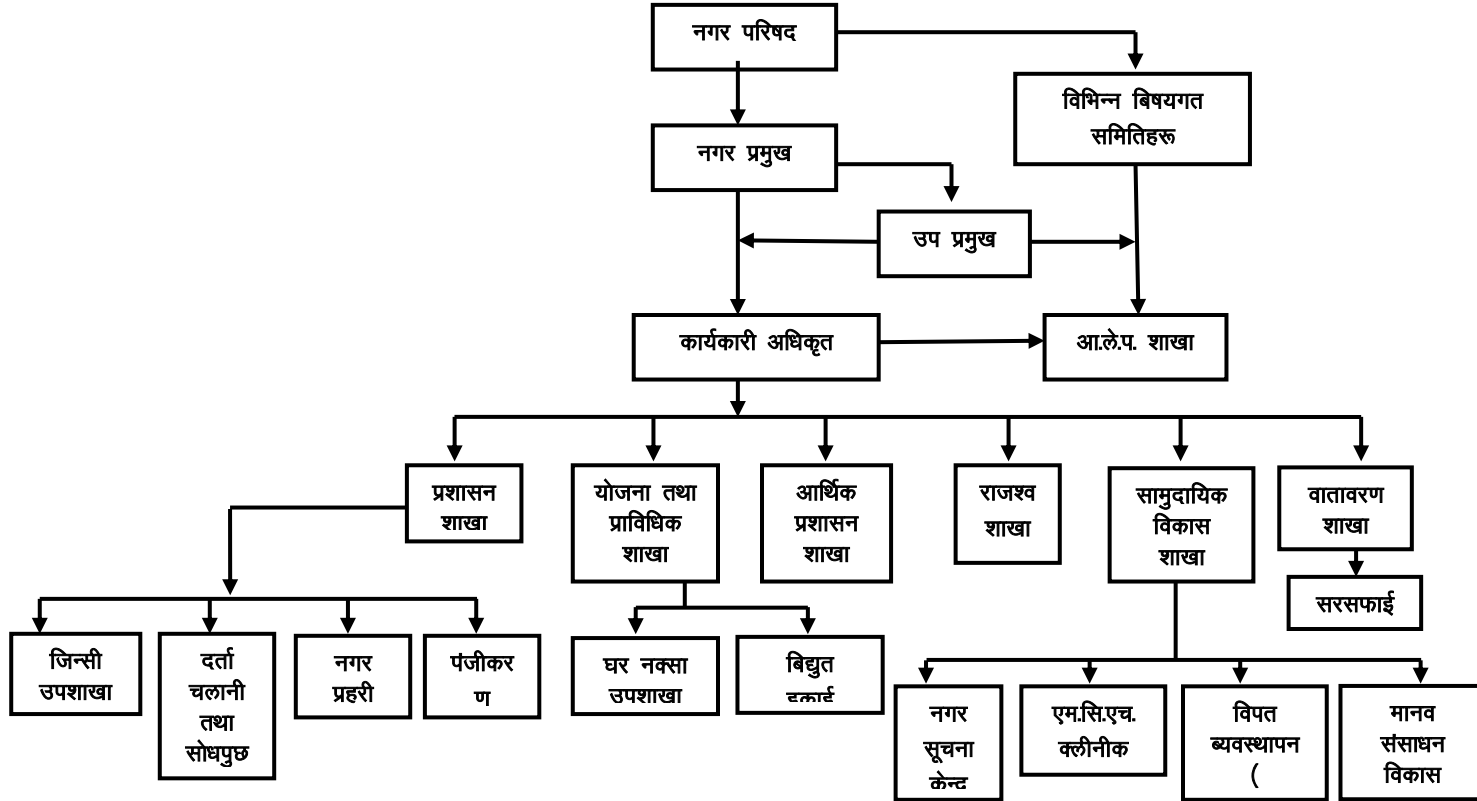 नगर परिषद
विभिन्न बिषयगत
समितिहरू
नगर प्रमुख
उप प्रमुख
कार्यकारी अधिकृत
आ.ले.प. शाखा
प्रशासन
शाखा
योजना तथा
प्राविधिक
शाखा
आर्थिक
प्रशासन
शाखा
राजश्व
शाखा
सामुदायिक
विकास
शाखा
वातावरण
शाखा
सरसफाई
जिन्सी
उपशाखा
दर्ता
चलानी
तथा
सोधपुछ
नगर
प्रहरी
पंजीकर
ण
घर नक्सा
उपशाखा
बिद्युत
इकाई
नगर
सूचना
केन्द्र
एम.सि.एच.
क्लीनीक
विपत
ब्यवस्थापन
(
मानव
संसाधन
विकास